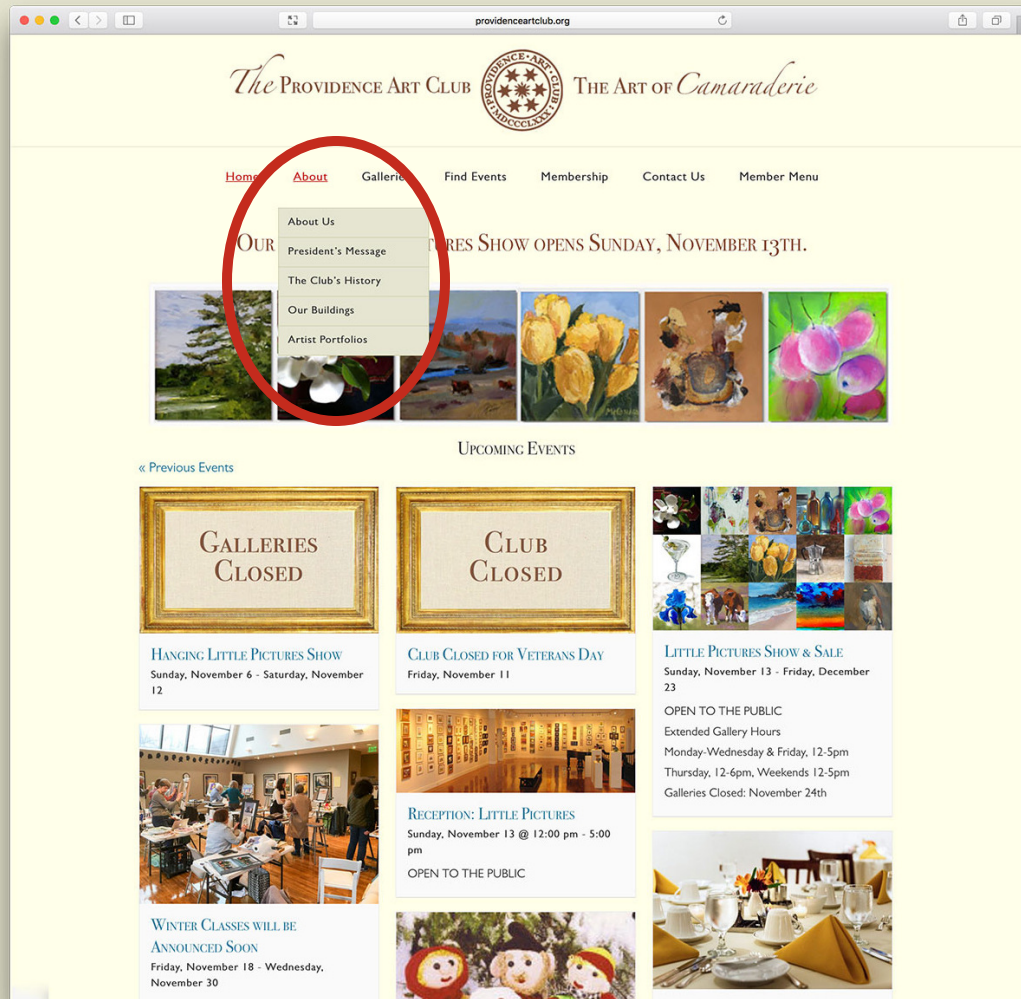 providenceartclub.org
The Providence Art Club
PROVIDENCE · ART · CLUB · MDCCCLXXX ·
The Art of Camaraderie
Home About Galleries Find Events Membership Contact Us Member Menu
About Us
President's Message
The Club's History
Our Buildings
Artist Portfolios
Our
ures Show opens Sunday, November 13th.
Upcoming Events
« Previous Events
Galleries
Closed
Hanging Little Pictures Show
Sunday, November 6 - Saturday, November
12
Club
Closed
Club Closed for Veterans Day
Friday, November 11
Little Pictures Show & Sale
Sunday, November 13 - Friday, December
23
OPEN TO THE PUBLIC
Extended Gallery Hours
Monday-Wednesday & Friday, 12-5pm
Thursday, 12-6pm, Weekends 12-5pm
Galleries Closed: November 24th
Reception: Little Pictures
Sunday, November 13 @ 12:00 pm - 5:00
pm
OPEN TO THE PUBLIC
Winter Classes will be
Announced Soon
Friday, November 18 - Wednesday,
November 30